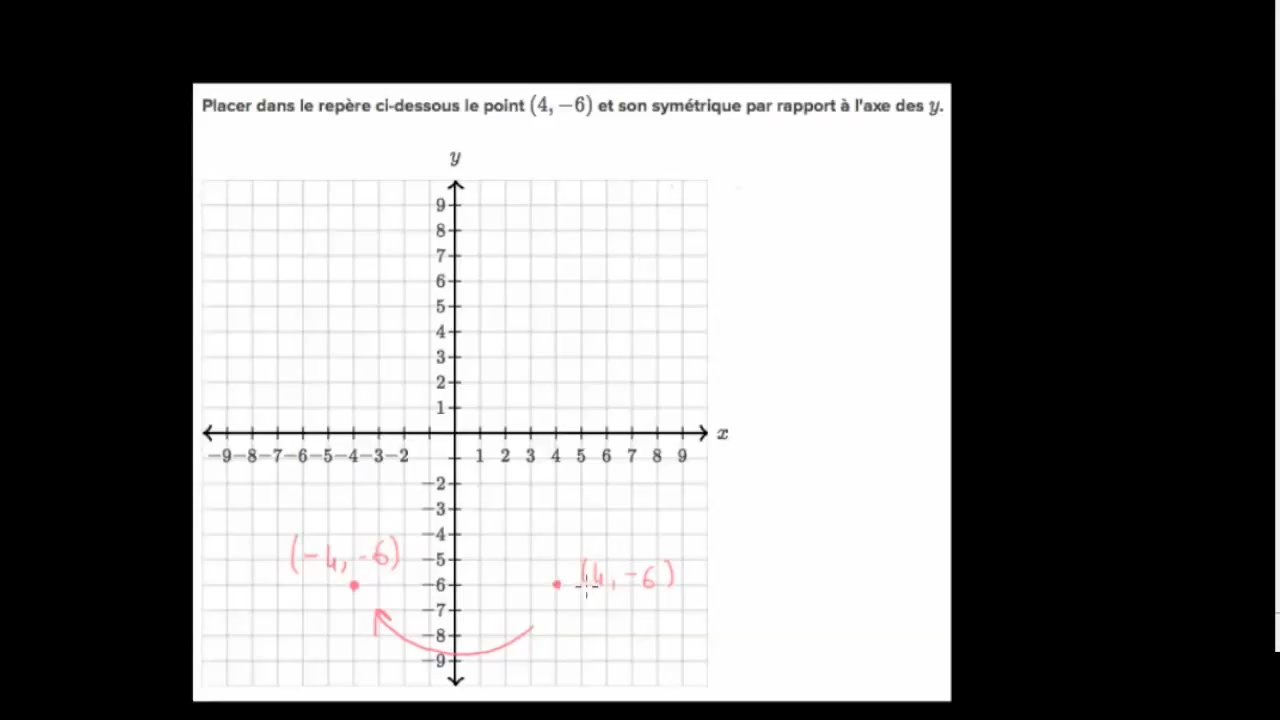 Placer dans le repère ci-dessous le point (4, −6) et son symétrique par rapport à l'axe des y.
y
9
8
7
6
5
4
3
2
1
x
−9 −8 −7 −6 −5 −4 −3 −2 1 2 3 4 5 6 7 8 9
−2
−3
−4
(-4, -6) −5
−6 (4, -6)
−7
−8
−9